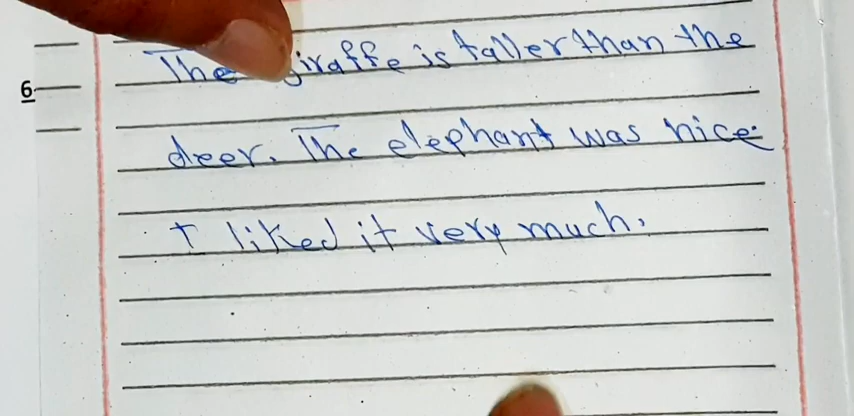 6.
The giraffe is taller than the
deer. The elephant was nice.
I liked it very much.